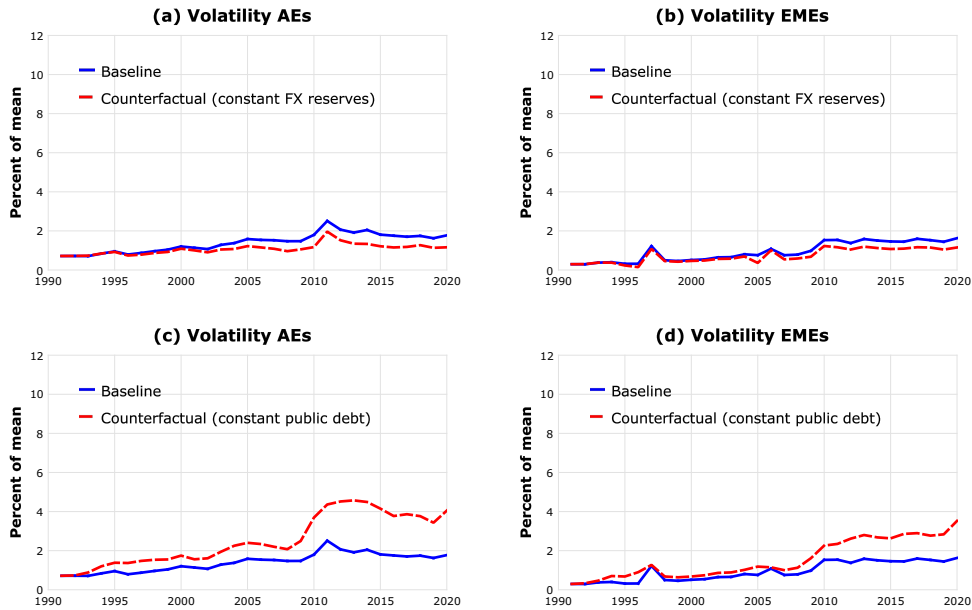 (a) Volatility AEs
Percent of mean
12
10
8
6
4
2
0
Baseline
Counterfactual (constant FX reserves)
1990 1995 2000 2005 2010 2015 2020
(b) Volatility EMEs
Percent of mean
12
10
8
6
4
2
0
Baseline
Counterfactual (constant FX reserves)
1990 1995 2000 2005 2010 2015 2020
(c) Volatility AEs
Percent of mean
12
10
8
6
4
2
0
Baseline
Counterfactual (constant public debt)
1990 1995 2000 2005 2010 2015 2020
(d) Volatility EMEs
Percent of mean
12
10
8
6
4
2
0
Baseline
Counterfactual (constant public debt)
1990 1995 2000 2005 2010 2015 2020